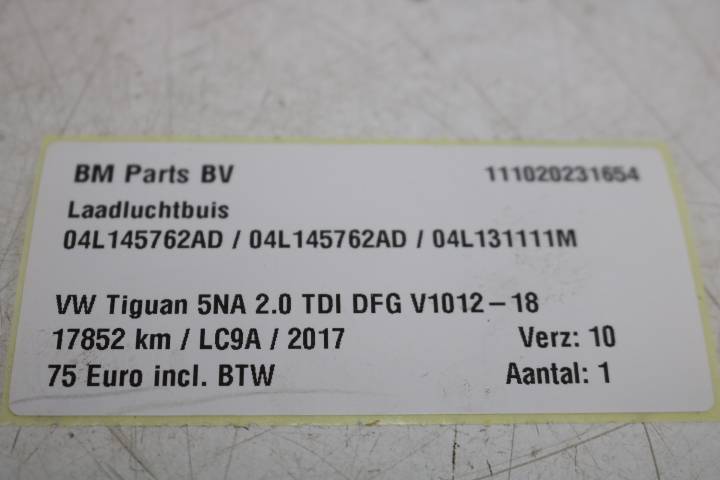 BM Parts BV 111020231654
Laadluchtbuis
04L145762AD / 04L145762AD / 04L131111M
VW Tiguan 5NA 2.0 TDI DFG V1012-18
17852 km / LC9A / 2017 Verz: 10
75 Euro incl. BTW Aantal: 1